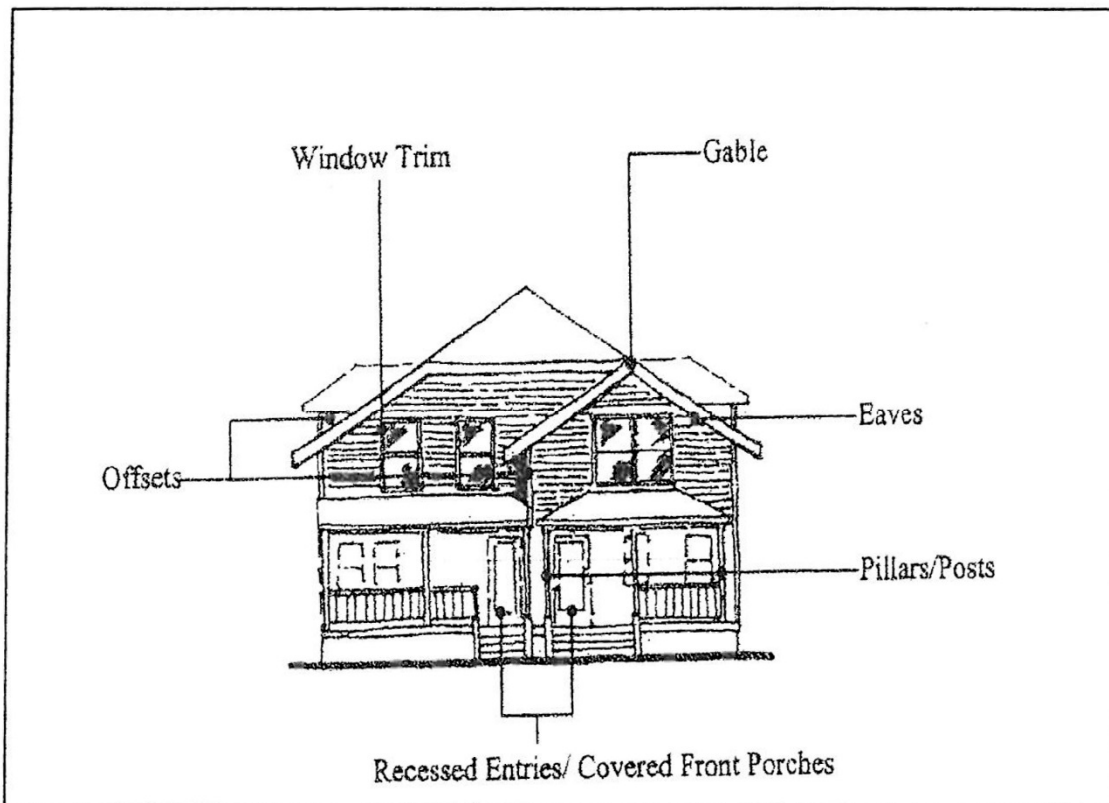 Window Trim
Gable
Eaves
Offsets
Pillars/Posts
Recessed Entries/ Covered Front Porches